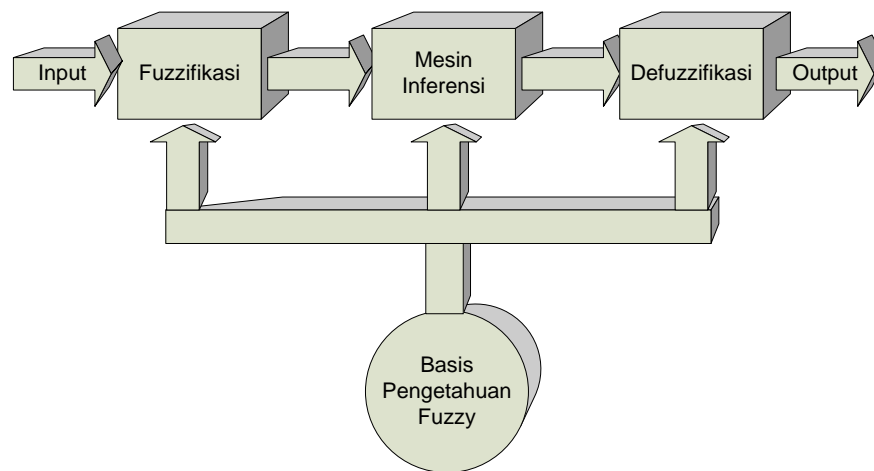 Input
Fuzzifikasi
Mesin
Inferensi
Defuzzifikasi
Output
Basis
Pengetahuan
Fuzzy